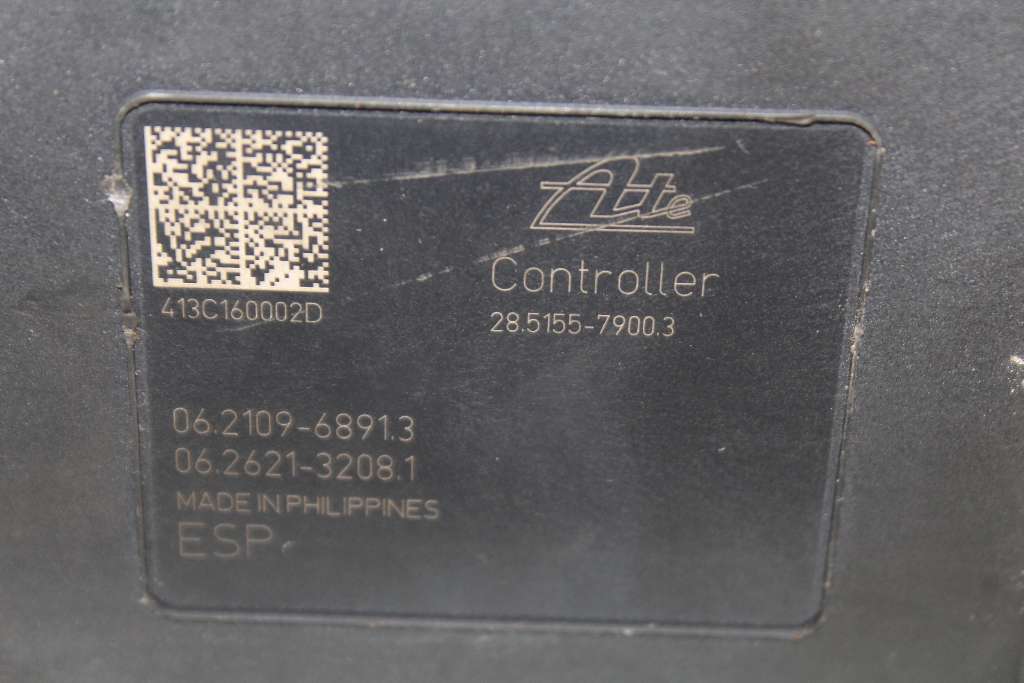 Ate
Controller
28.5155-7900.3
413C160002D
06.2109-6891.3
06.2621-3208.1
MADE IN PHILIPPINES
ESP